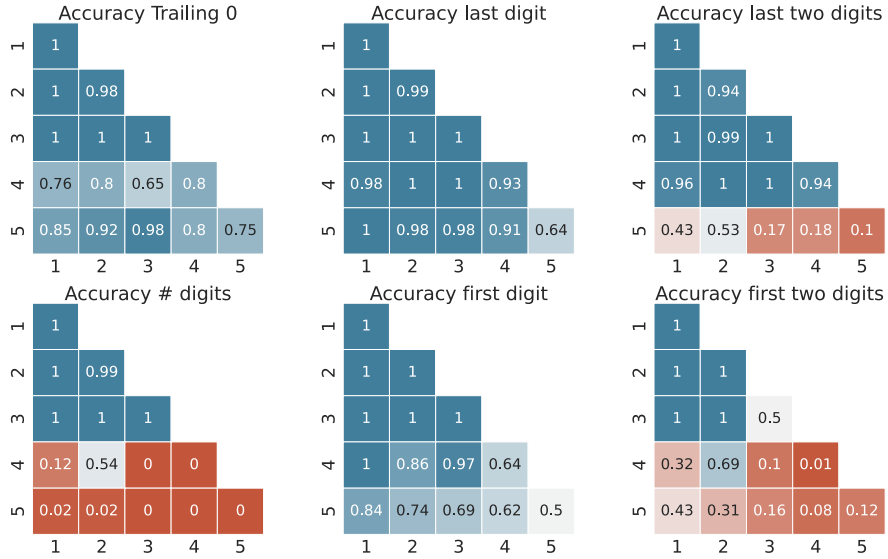 Accuracy Trailing 0
1 1
2 1 0.98
3 1 1 1
4 0.76 0.8 0.65 0.8
5 0.85 0.92 0.98 0.8 0.75
1 2 3 4 5
Accuracy last digit
1 1
2 1 0.99
3 1 1 1
4 0.98 1 1 0.93
5 1 0.98 0.98 0.91 0.64
1 2 3 4 5
Accuracy last two digits
1 1
2 1 0.94
3 1 0.99 1
4 0.96 1 1 0.94
5 0.43 0.53 0.17 0.18 0.1
1 2 3 4 5
Accuracy # digits
1 1
2 1 0.99
3 1 1 1
4 0.12 0.54 0 0
5 0.02 0.02 0 0 0
1 2 3 4 5
Accuracy first digit
1 1
2 1 1
3 1 1 1
4 1 0.86 0.97 0.64
5 0.84 0.74 0.69 0.62 0.5
1 2 3 4 5
Accuracy first two digits
1 1
2 1 1
3 1 1 0.5
4 0.32 0.69 0.1 0.01
5 0.43 0.31 0.16 0.08 0.12
1 2 3 4 5